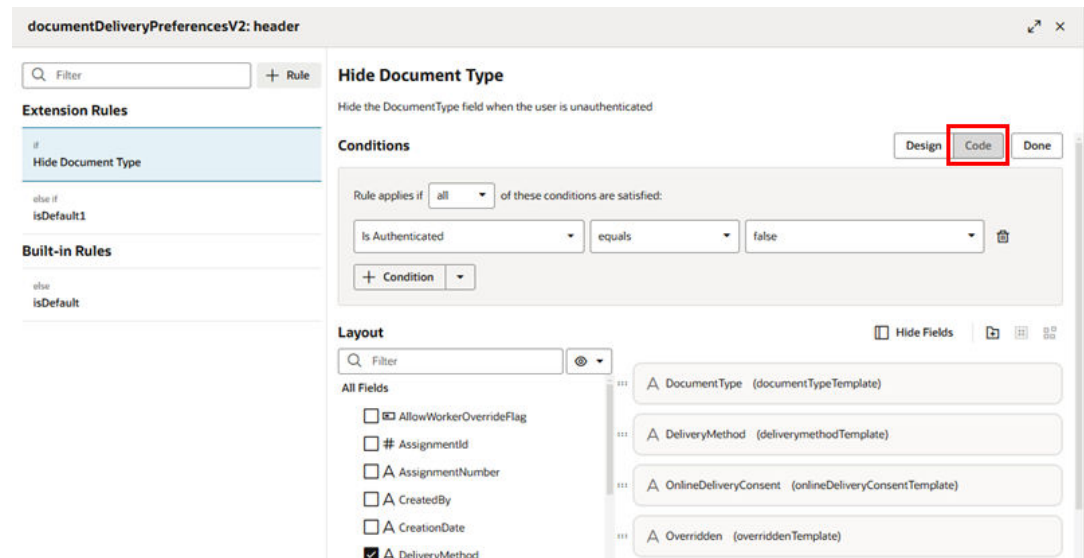 documentDeliveryPreferencesV2: header
Filter
+ Rule
Extension Rules
if
Hide Document Type
else if
isDefault1
Built-in Rules
else
isDefault
Hide Document Type
Hide the DocumentType field when the user is unauthenticated
Conditions
Design Code Done
Rule applies if all of these conditions are satisfied:
Is Authenticated equals false
+ Condition
Layout
Hide Fields
Filter
All Fields
AllowWorkerOverrideFlag
# AssignmentId
A AssignmentNumber
A CreatedBy
A CreationDate
A DeliveryMethod
A DocumentType (documentTypeTemplate)
A DeliveryMethod (deliverymethodTemplate)
A OnlineDeliveryConsent (onlineDeliveryConsentTemplate)
A Overridden (overriddenTemplate)